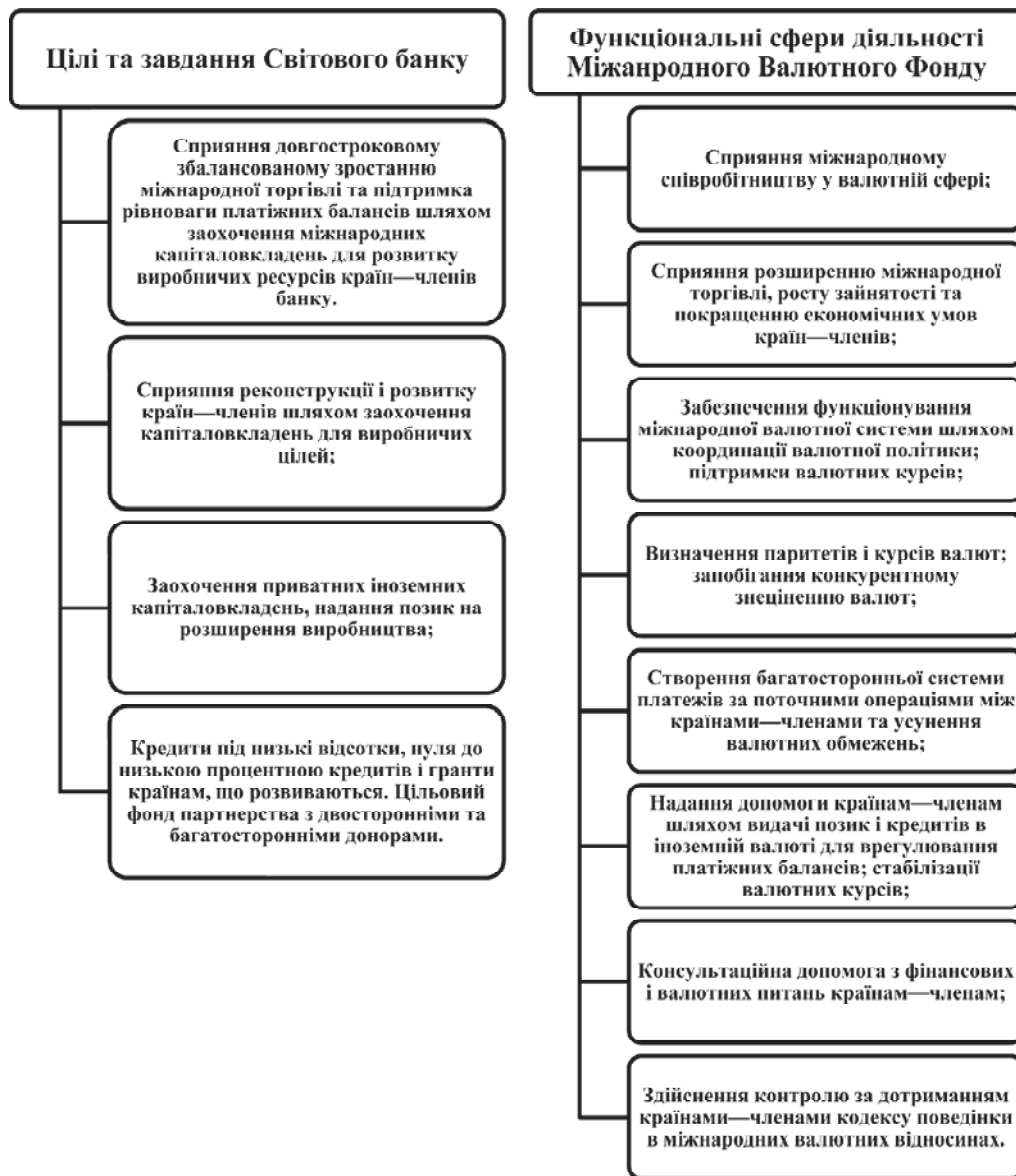 Цілі та завдання Світового банку
Сприяння довгостроковому
збалансованому зростанню
міжнародної торгівлі та підтримка
рівноваги платіжних балансів шляхом
заохочення міжнародних
капіталовкладень для розвитку
виробничих ресурсів країн—членів
банку.
Сприяння реконструкції і розвитку
країн—членів шляхом заохочення
капіталовкладень для виробничих
цілей;
Заохочення приватних іноземних
капіталовкладень, надання позик на
розширення виробництва;
Кредити під низькі відсотки, нуля до
низькою процентною кредитів і гранти
країнам, що розвиваються. Цільовий
фонд партнерства з двосторонніми та
багатосторонніми донорами.
Функціональні сфери діяльності
Міжанродного Валютного Фонду
Сприяння міжнародному
співробітництву у валютній сфері;
Сприяння розширенню міжнародної
торгівлі, росту зайнятості та
покращенню економічних умов
країн—членів;
Забезпечення функціонування
міжнародної валютної системи шляхом
координації валютної політики;
підтримки валютних курсів;
Визначення паритетів і курсів валют;
запобігання конкурентному
знеціненню валют;
Створення багатосторонньої системи
платежів за поточними операціями між
країнами—членами та усунення
валютних обмежень;
Надання допомоги країнам—членам
шляхом видачі позик і кредитів в
іноземній валюті для врегулювання
платіжних балансів; стабілізації
валютних курсів;
Консультаційна допомога з фінансових
і валютних питань країнам—членам;
Здійснення контролю за дотриманням
країнами—членами кодексу поведінки
в міжнародних валютних відносинах.